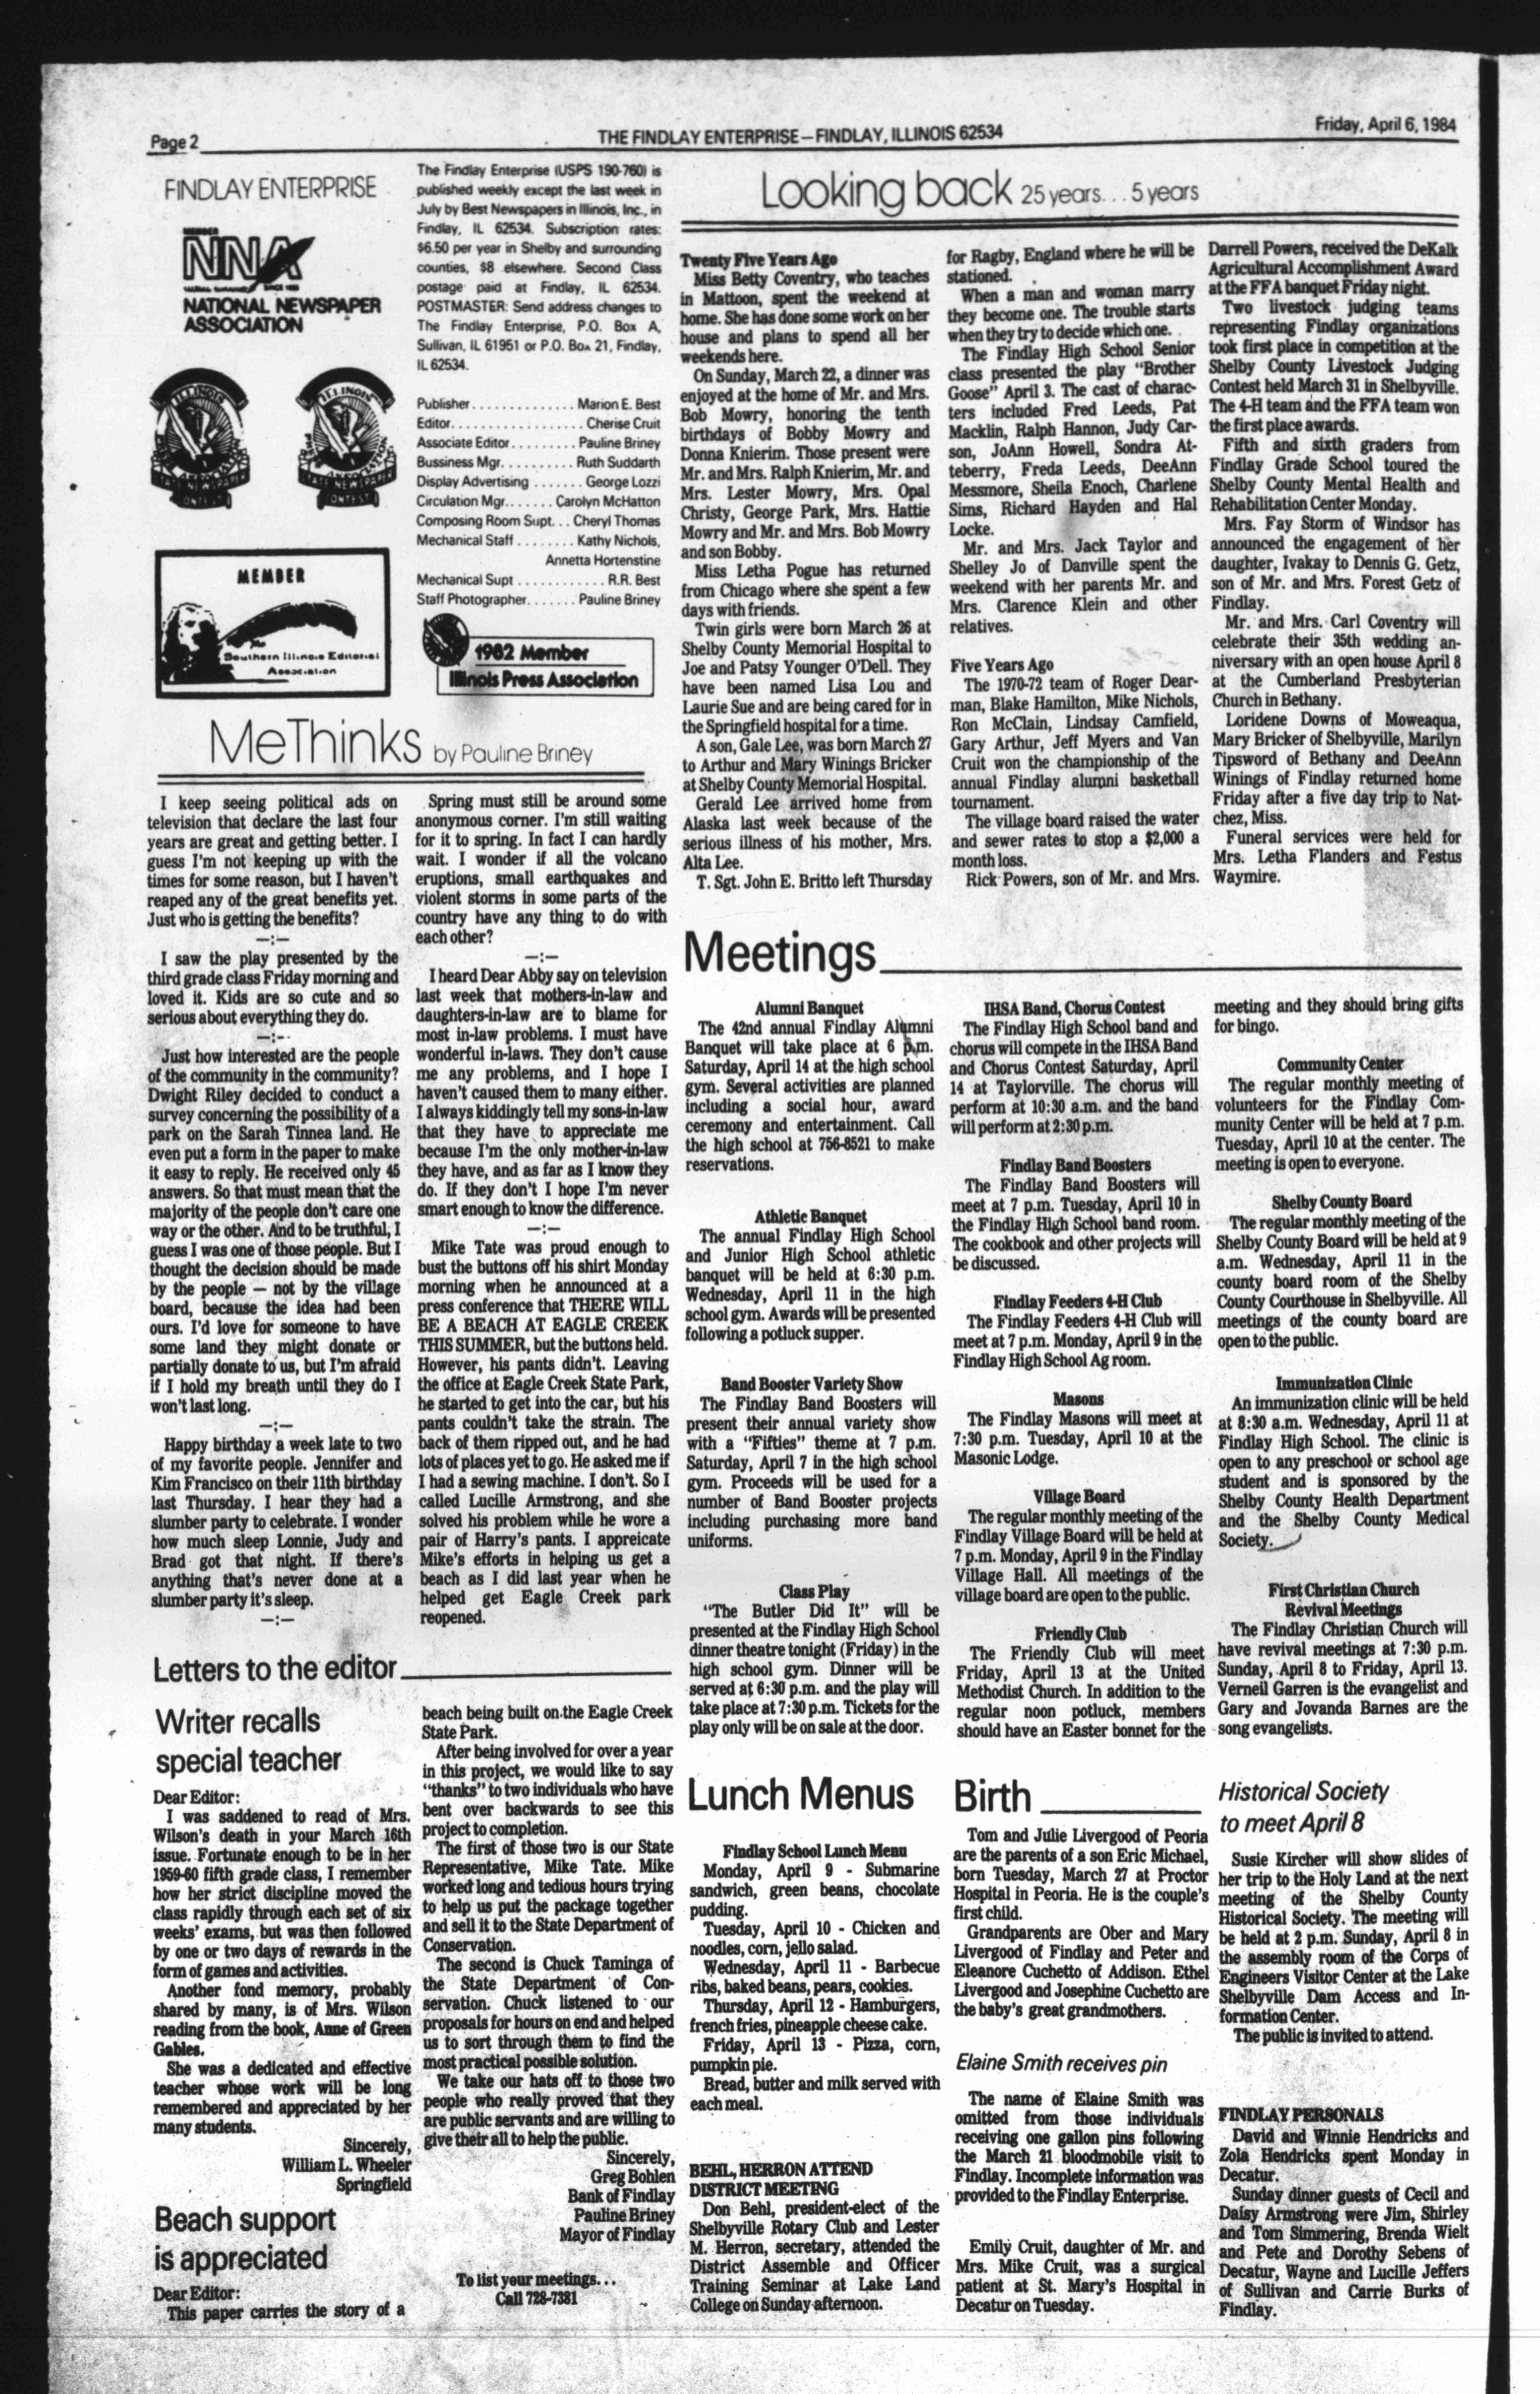 Page 2
THE FINDLAY ENTERPRISE—FINDLAY, ILLINOIS 62534
Friday, April 6, 1984
FINDLAY ENTERPRISE
MEMBER
NNA
SINCE 1885
NATIONAL NEWSPAPER
ASSOCIATION
ILLINOIS
PRESS ASSOCIATION
STATE NEWSPAPER
CONTEST
ILLINOIS
PRESS ASSOCIATION
STATE NEWSPAPER
CONTEST
MEMBER
Southern Illinois Editorial
Association
The Findlay Enterprise (USPS 190-760) is
published weekly except the last week in
July by Best Newspapers in Illinois, Inc., in
Findlay, IL 62534. Subscription rates:
$6.50 per year in Shelby and surrounding
counties, $8 elsewhere. Second Class
postage paid at Findlay, IL 62534.
POSTMASTER: Send address changes to
The Findlay Enterprise, P.O. Box A,
Sullivan, IL 61951 or P.O. Box 21, Findlay,
IL 62534.
Publisher.............. Marion E. Best
Editor.................. Cherise Cruit
Associate Editor......... Pauline Briney
Bussiness Mgr.......... Ruth Suddarth
Display Advertising ....... George Lozzi
Circulation Mgr....... Carolyn McHatton
Composing Room Supt... Cheryl Thomas
Mechanical Staff ........ Kathy Nichols,
Annetta Hortenstine
Mechanical Supt ............ R.R. Best
Staff Photographer....... Pauline Briney
1982 Member
Illinois Press Association
MeThinks by Pauline Briney
I keep seeing political ads on
television that declare the last four
years are great and getting better. I
guess I'm not keeping up with the
times for some reason, but I haven't
reaped any of the great benefits yet.
Just who is getting the benefits?
—:—
I saw the play presented by the
third grade class Friday morning and
loved it. Kids are so cute and so
serious about everything they do.
—:—
Just how interested are the people
of the community in the community?
Dwight Riley decided to conduct a
survey concerning the possibility of a
park on the Sarah Tinnea land. He
even put a form in the paper to make
it easy to reply. He received only 45
answers. So that must mean that the
majority of the people don't care one
way or the other. And to be truthful, I
guess I was one of those people. But I
thought the decision should be made
by the people — not by the village
board, because the idea had been
ours. I'd love for someone to have
some land they might donate or
partially donate to us, but I'm afraid
if I hold my breath until they do I
won't last long.
—:—
Happy birthday a week late to two
of my favorite people. Jennifer and
Kim Francisco on their 11th birthday
last Thursday. I hear they had a
slumber party to celebrate. I wonder
how much sleep Lonnie, Judy and
Brad got that night. If there's
anything that's never done at a
slumber party it's sleep.
—:—
Spring must still be around some
anonymous corner. I'm still waiting
for it to spring. In fact I can hardly
wait. I wonder if all the volcano
eruptions, small earthquakes and
violent storms in some parts of the
country have any thing to do with
each other?
—:—
I heard Dear Abby say on television
last week that mothers-in-law and
daughters-in-law are to blame for
most in-law problems. I must have
wonderful in-laws. They don't cause
me any problems, and I hope I
haven't caused them to many either.
I always kiddingly tell my sons-in-law
that they have to appreciate me
because I'm the only mother-in-law
they have, and as far as I know they
do. If they don't I hope I'm never
smart enough to know the difference.
—:—
Mike Tate was proud enough to
bust the buttons off his shirt Monday
morning when he announced at a
press conference that THERE WILL
BE A BEACH AT EAGLE CREEK
THIS SUMMER, but the buttons held.
However, his pants didn't. Leaving
the office at Eagle Creek State Park,
he started to get into the car, but his
pants couldn't take the strain. The
back of them ripped out, and he had
lots of places yet to go. He asked me if
I had a sewing machine. I don't. So I
called Lucille Armstrong, and she
solved his problem while he wore a
pair of Harry's pants. I appreicate
Mike's efforts in helping us get a
beach as I did last year when he
helped get Eagle Creek park
reopened.
Letters to the editor
Writer recalls
special teacher
Dear Editor:
I was saddened to read of Mrs.
Wilson's death in your March 16th
issue. Fortunate enough to be in her
1959-60 fifth grade class, I remember
how her strict discipline moved the
class rapidly through each set of six
weeks' exams, but was then followed
by one or two days of rewards in the
form of games and activities.
Another fond memory, probably
shared by many, is of Mrs. Wilson
reading from the book, Anne of Green
Gables.
She was a dedicated and effective
teacher whose work will be long
remembered and appreciated by her
many students.
Sincerely,
William L. Wheeler
Springfield
Beach support
is appreciated
Dear Editor:
This paper carries the story of a
beach being built on the Eagle Creek
State Park.
After being involved for over a year
in this project, we would like to say
"thanks" to two individuals who have
bent over backwards to see this
project to completion.
The first of those two is our State
Representative, Mike Tate. Mike
worked long and tedious hours trying
to help us put the package together
and sell it to the State Department of
Conservation.
The second is Chuck Taminga of
the State Department of Con-
servation. Chuck listened to our
proposals for hours on end and helped
us to sort through them to find the
most practical possible solution.
We take our hats off to those two
people who really proved that they
are public servants and are willing to
give their all to help the public.
Sincerely,
Greg Bohlen
Bank of Findlay
Pauline Briney
Mayor of Findlay
To list your meetings...
Call 728-7381
Looking back 25 years... 5 years
Twenty Five Years Ago
Miss Betty Coventry, who teaches
in Mattoon, spent the weekend at
home. She has done some work on her
house and plans to spend all her
weekends here.
On Sunday, March 22, a dinner was
enjoyed at the home of Mr. and Mrs.
Bob Mowry, honoring the tenth
birthdays of Bobby Mowry and
Donna Knierim. Those present were
Mr. and Mrs. Ralph Knierim, Mr. and
Mrs. Lester Mowry, Mrs. Opal
Christy, George Park, Mrs. Hattie
Mowry and Mr. and Mrs. Bob Mowry
and son Bobby.
Miss Letha Pogue has returned
from Chicago where she spent a few
days with friends.
Twin girls were born March 26 at
Shelby County Memorial Hospital to
Joe and Patsy Younger O'Dell. They
have been named Lisa Lou and
Laurie Sue and are being cared for in
the Springfield hospital for a time.
A son, Gale Lee, was born March 27
to Arthur and Mary Winings Bricker
at Shelby County Memorial Hospital.
Gerald Lee arrived home from
Alaska last week because of the
serious illness of his mother, Mrs.
Alta Lee.
T. Sgt. John E. Britto left Thursday
for Ragby, England where he will be
stationed.
When a man and woman marry
they become one. The trouble starts
when they try to decide which one.
The Findlay High School Senior
class presented the play "Brother
Goose" April 3. The cast of charac-
ters included Fred Leeds, Pat
Macklin, Ralph Hannon, Judy Car-
son, JoAnn Howell, Sondra At-
teberry, Freda Leeds, DeeAnn
Messmore, Sheila Enoch, Charlene
Sims, Richard Hayden and Hal
Locke.
Mr. and Mrs. Jack Taylor and
Shelley Jo of Danville spent the
weekend with her parents Mr. and
Mrs. Clarence Klein and other
relatives.
Five Years Ago
The 1970-72 team of Roger Dear-
man, Blake Hamilton, Mike Nichols,
Ron McClain, Lindsay Camfield,
Gary Arthur, Jeff Myers and Van
Cruit won the championship of the
annual Findlay alumni basketball
tournament.
The village board raised the water
and sewer rates to stop a $2,000 a
month loss.
Rick Powers, son of Mr. and Mrs.
Darrell Powers, received the DeKalk
Agricultural Accomplishment Award
at the FFA banquet Friday night.
Two livestock judging teams
representing Findlay organizations
took first place in competition at the
Shelby County Livestock Judging
Contest held March 31 in Shelbyville.
The 4-H team and the FFA team won
the first place awards.
Fifth and sixth graders from
Findlay Grade School toured the
Shelby County Mental Health and
Rehabilitation Center Monday.
Mrs. Fay Storm of Windsor has
announced the engagement of her
daughter, Ivakay to Dennis G. Getz,
son of Mr. and Mrs. Forest Getz of
Findlay.
Mr. and Mrs. Carl Coventry will
celebrate their 35th wedding an-
niversary with an open house April 8
at the Cumberland Presbyterian
Church in Bethany.
Loridene Downs of Moweaqua,
Mary Bricker of Shelbyville, Marilyn
Tipsword of Bethany and DeeAnn
Winings of Findlay returned home
Friday after a five day trip to Nat-
chez, Miss.
Funeral services were held for
Mrs. Letha Flanders and Festus
Waymire.
Meetings
Alumni Banquet
The 42nd annual Findlay Alumni
Banquet will take place at 6 p.m.
Saturday, April 14 at the high school
gym. Several activities are planned
including a social hour, award
ceremony and entertainment. Call
the high school at 756-8521 to make
reservations.
Athletic Banquet
The annual Findlay High School
and Junior High School athletic
banquet will be held at 6:30 p.m.
Wednesday, April 11 in the high
school gym. Awards will be presented
following a potluck supper.
Band Booster Variety Show
The Findlay Band Boosters will
present their annual variety show
with a "Fifties" theme at 7 p.m.
Saturday, April 7 in the high school
gym. Proceeds will be used for a
number of Band Booster projects
including purchasing more band
uniforms.
Class Play
"The Butler Did It" will be
presented at the Findlay High School
dinner theatre tonight (Friday) in the
high school gym. Dinner will be
served at 6:30 p.m. and the play will
take place at 7:30 p.m. Tickets for the
play only will be on sale at the door.
IHSA Band, Chorus Contest
The Findlay High School band and
chorus will compete in the IHSA Band
and Chorus Contest Saturday, April
14 at Taylorville. The chorus will
perform at 10:30 a.m. and the band
will perform at 2:30 p.m.
Findlay Band Boosters
The Findlay Band Boosters will
meet at 7 p.m. Tuesday, April 10 in
the Findlay High School band room.
The cookbook and other projects will
be discussed.
Findlay Feeders 4-H Club
The Findlay Feeders 4-H Club will
meet at 7 p.m. Monday, April 9 in the
Findlay High School Ag room.
Masons
The Findlay Masons will meet at
7:30 p.m. Tuesday, April 10 at the
Masonic Lodge.
Village Board
The regular monthly meeting of the
Findlay Village Board will be held at
7 p.m. Monday, April 9 in the Findlay
Village Hall. All meetings of the
village board are open to the public.
Friendly Club
The Friendly Club will meet
Friday, April 13 at the United
Methodist Church. In addition to the
regular noon potluck, members
should have an Easter bonnet for the
meeting and they should bring gifts
for bingo.
Community Center
The regular monthly meeting of
volunteers for the Findlay Com-
munity Center will be held at 7 p.m.
Tuesday, April 10 at the center. The
meeting is open to everyone.
Shelby County Board
The regular monthly meeting of the
Shelby County Board will be held at 9
a.m. Wednesday, April 11 in the
county board room of the Shelby
County Courthouse in Shelbyville. All
meetings of the county board are
open to the public.
Immunization Clinic
An immunization clinic will be held
at 8:30 a.m. Wednesday, April 11 at
Findlay High School. The clinic is
open to any preschool or school age
student and is sponsored by the
Shelby County Health Department
and the Shelby County Medical
Society.
First Christian Church
Revival Meetings
The Findlay Christian Church will
have revival meetings at 7:30 p.m.
Sunday, April 8 to Friday, April 13.
Verneil Garren is the evangelist and
Gary and Jovanda Barnes are the
song evangelists.
Lunch Menus
Findlay School Lunch Menu
Monday, April 9 - Submarine
sandwich, green beans, chocolate
pudding.
Tuesday, April 10 - Chicken and
noodles, corn, jello salad.
Wednesday, April 11 - Barbecue
ribs, baked beans, pears, cookies.
Thursday, April 12 - Hamburgers,
french fries, pineapple cheese cake.
Friday, April 13 - Pizza, corn,
pumpkin pie.
Bread, butter and milk served with
each meal.
BEHL, HERRON ATTEND
DISTRICT MEETING
Don Behl, president-elect of the
Shelbyville Rotary Club and Lester
M. Herron, secretary, attended the
District Assemble and Officer
Training Seminar at Lake Land
College on Sunday afternoon.
Birth
Tom and Julie Livergood of Peoria
are the parents of a son Eric Michael,
born Tuesday, March 27 at Proctor
Hospital in Peoria. He is the couple's
first child.
Grandparents are Ober and Mary
Livergood of Findlay and Peter and
Eleanore Cuchetto of Addison. Ethel
Livergood and Josephine Cuchetto are
the baby's great grandmothers.
Elaine Smith receives pin
The name of Elaine Smith was
omitted from those individuals
receiving one gallon pins following
the March 21 bloodmobile visit to
Findlay. Incomplete information was
provided to the Findlay Enterprise.
Emily Cruit, daughter of Mr. and
Mrs. Mike Cruit, was a surgical
patient at St. Mary's Hospital in
Decatur on Tuesday.
Historical Society
to meet April 8
Susie Kircher will show slides of
her trip to the Holy Land at the next
meeting of the Shelby County
Historical Society. The meeting will
be held at 2 p.m. Sunday, April 8 in
the assembly room of the Corps of
Engineers Visitor Center at the Lake
Shelbyville Dam Access and In-
formation Center.
The public is invited to attend.
FINDLAY PERSONALS
David and Winnie Hendricks and
Zola Hendricks spent Monday in
Decatur.
Sunday dinner guests of Cecil and
Daisy Armstrong were Jim, Shirley
and Tom Simmering, Brenda Wielt
and Pete and Dorothy Sebens of
Decatur, Wayne and Lucille Jeffers
of Sullivan and Carrie Burks of
Findlay.